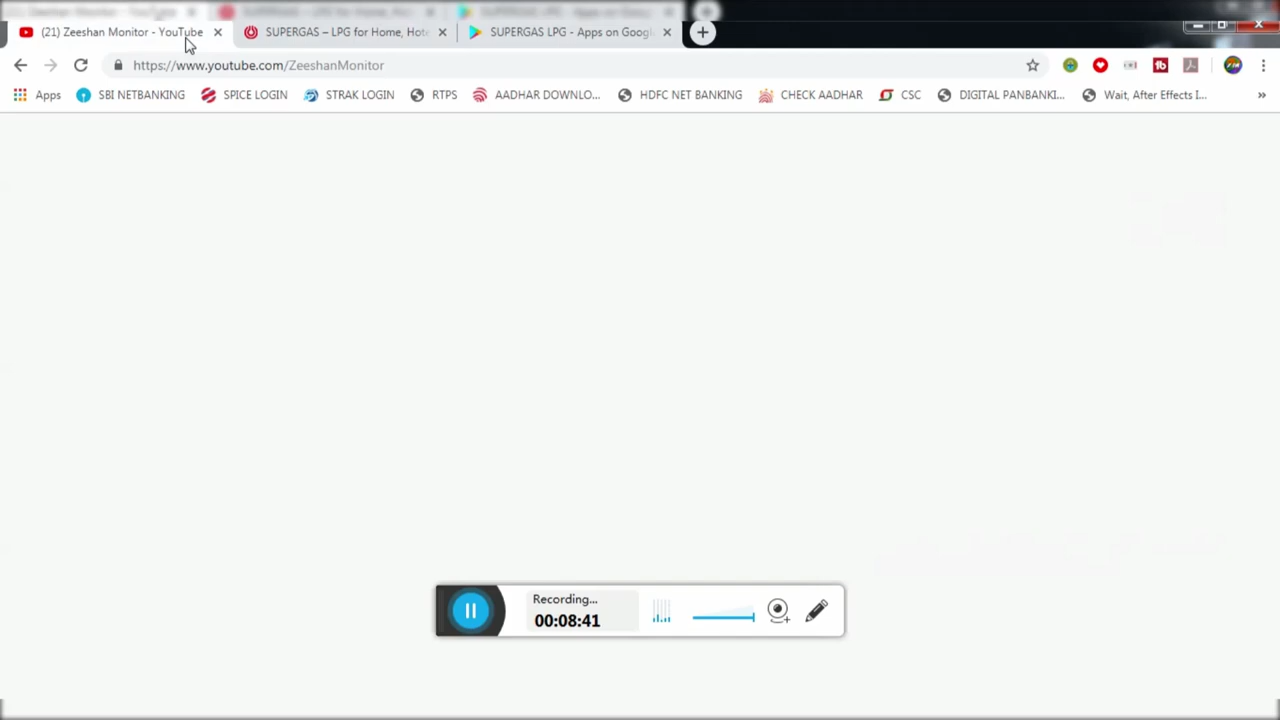 (21) Zeeshan Monitor - YouTube
SUPERGAS – LPG for Home, Hote
SUPERGAS LPG - Apps on Googl
https://www.youtube.com/ZeeshanMonitor
Apps
SBI NETBANKING
SPICE LOGIN
STRAK LOGIN
RTPS
AADHAR DOWNLO...
HDFC NET BANKING
CHECK AADHAR
CSC
DIGITAL PANBANKI...
Wait, After Effects I...
Recording...
00:08:41